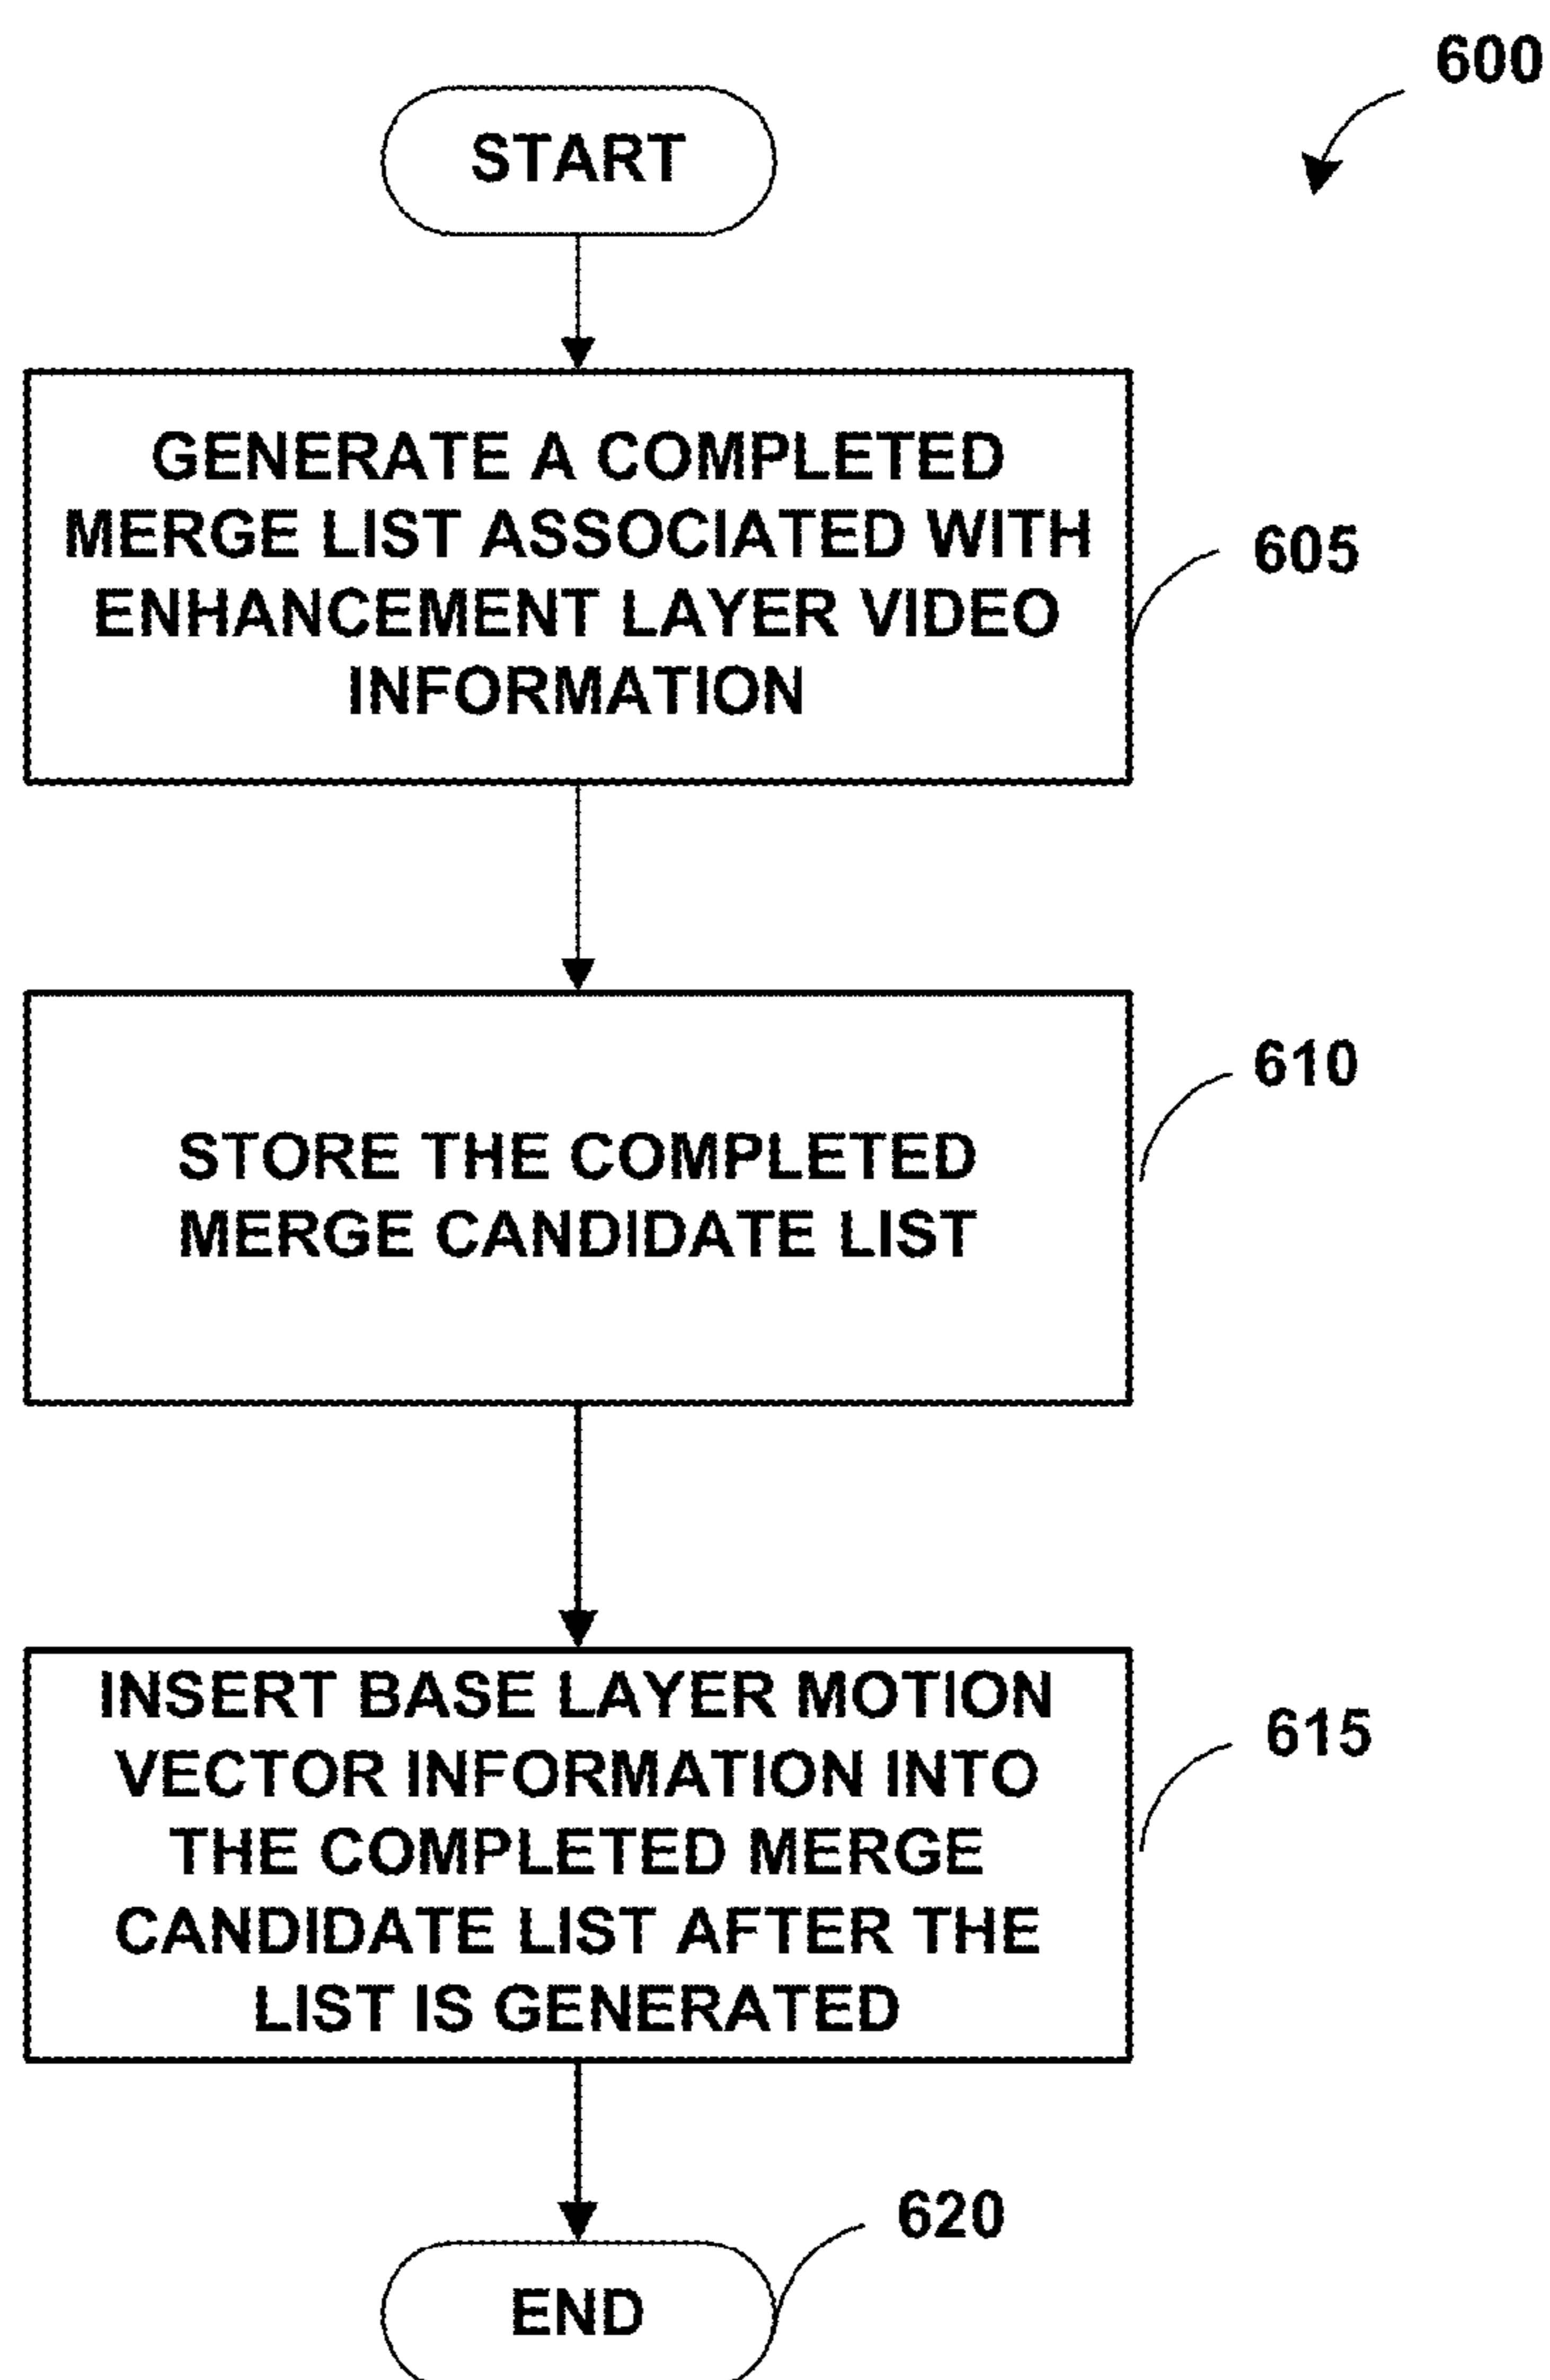 600
START
GENERATE A COMPLETED
MERGE LIST ASSOCIATED WITH
ENHANCEMENT LAYER VIDEO
INFORMATION
605
STORE THE COMPLETED
MERGE CANDIDATE LIST
610
INSERT BASE LAYER MOTION
VECTOR INFORMATION INTO
THE COMPLETED MERGE
CANDIDATE LIST AFTER THE
LIST IS GENERATED
615
620
END